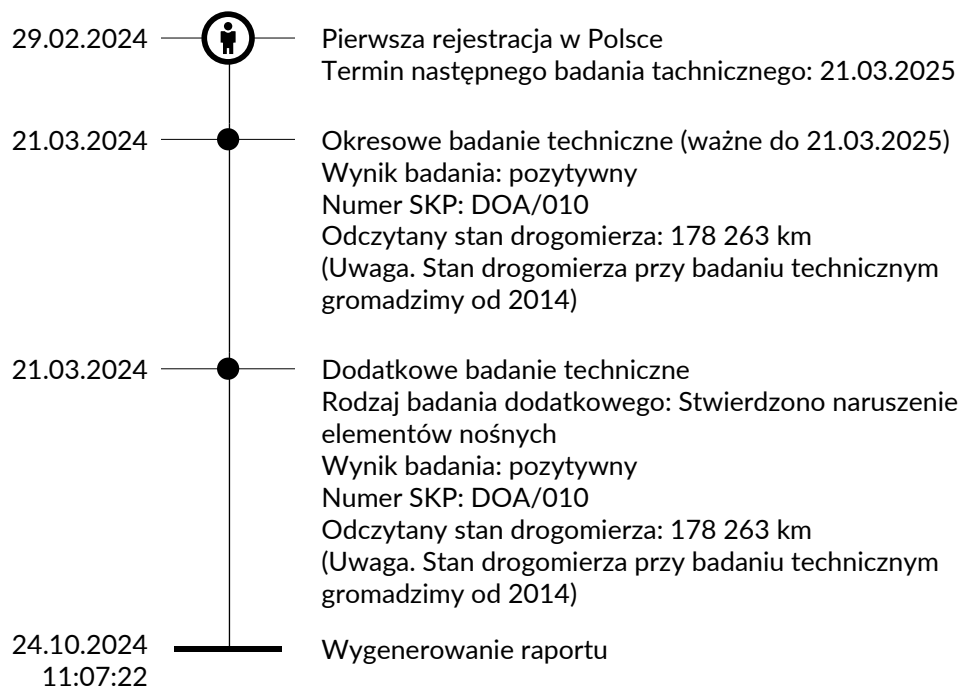 29.02.2024
Pierwsza rejestracja w Polsce
Termin następnego badania tachnicznego: 21.03.2025
21.03.2024
Okresowe badanie techniczne (ważne do 21.03.2025)
Wynik badania: pozytywny
Numer SKP: DOA/010
Odczytany stan drogomierza: 178 263 km
(Uwaga. Stan drogomierza przy badaniu technicznym
gromadzimy od 2014)
21.03.2024
Dodatkowe badanie techniczne
Rodzaj badania dodatkowego: Stwierdzono naruszenie
elementów nośnych
Wynik badania: pozytywny
Numer SKP: DOA/010
Odczytany stan drogomierza: 178 263 km
(Uwaga. Stan drogomierza przy badaniu technicznym
gromadzimy od 2014)
24.10.2024
11:07:22
Wygenerowanie raportu